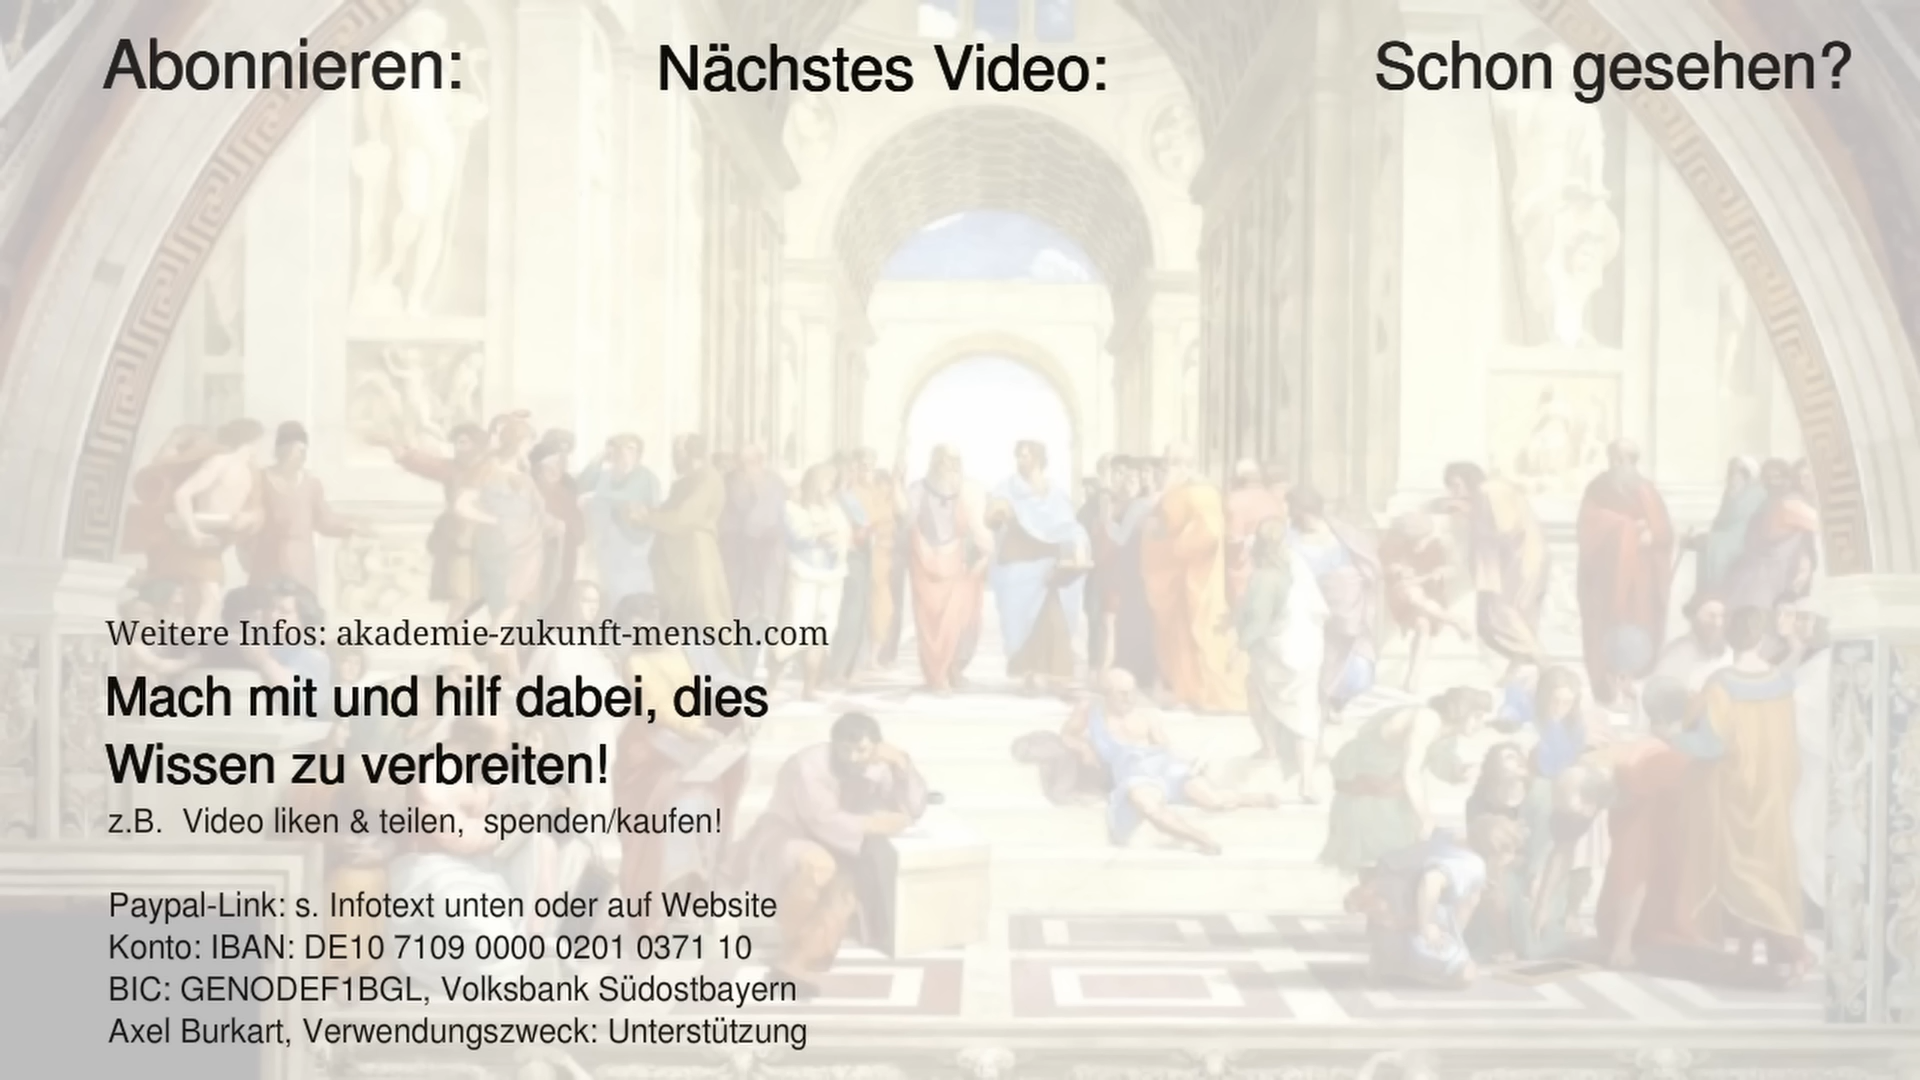 Abonnieren:
Nächstes Video:
Schon gesehen?
Weitere Infos: akademie-zukunft-mensch.com
Mach mit und hilf dabei, dies
Wissen zu verbreiten!
z.B.  Video liken & teilen,  spenden/kaufen!
Paypal-Link: s. Infotext unten oder auf Website
Konto: IBAN: DE10 7109 0000 0201 0371 10
BIC: GENODEF1BGL, Volksbank Südostbayern
Axel Burkart, Verwendungszweck: Unterstützung